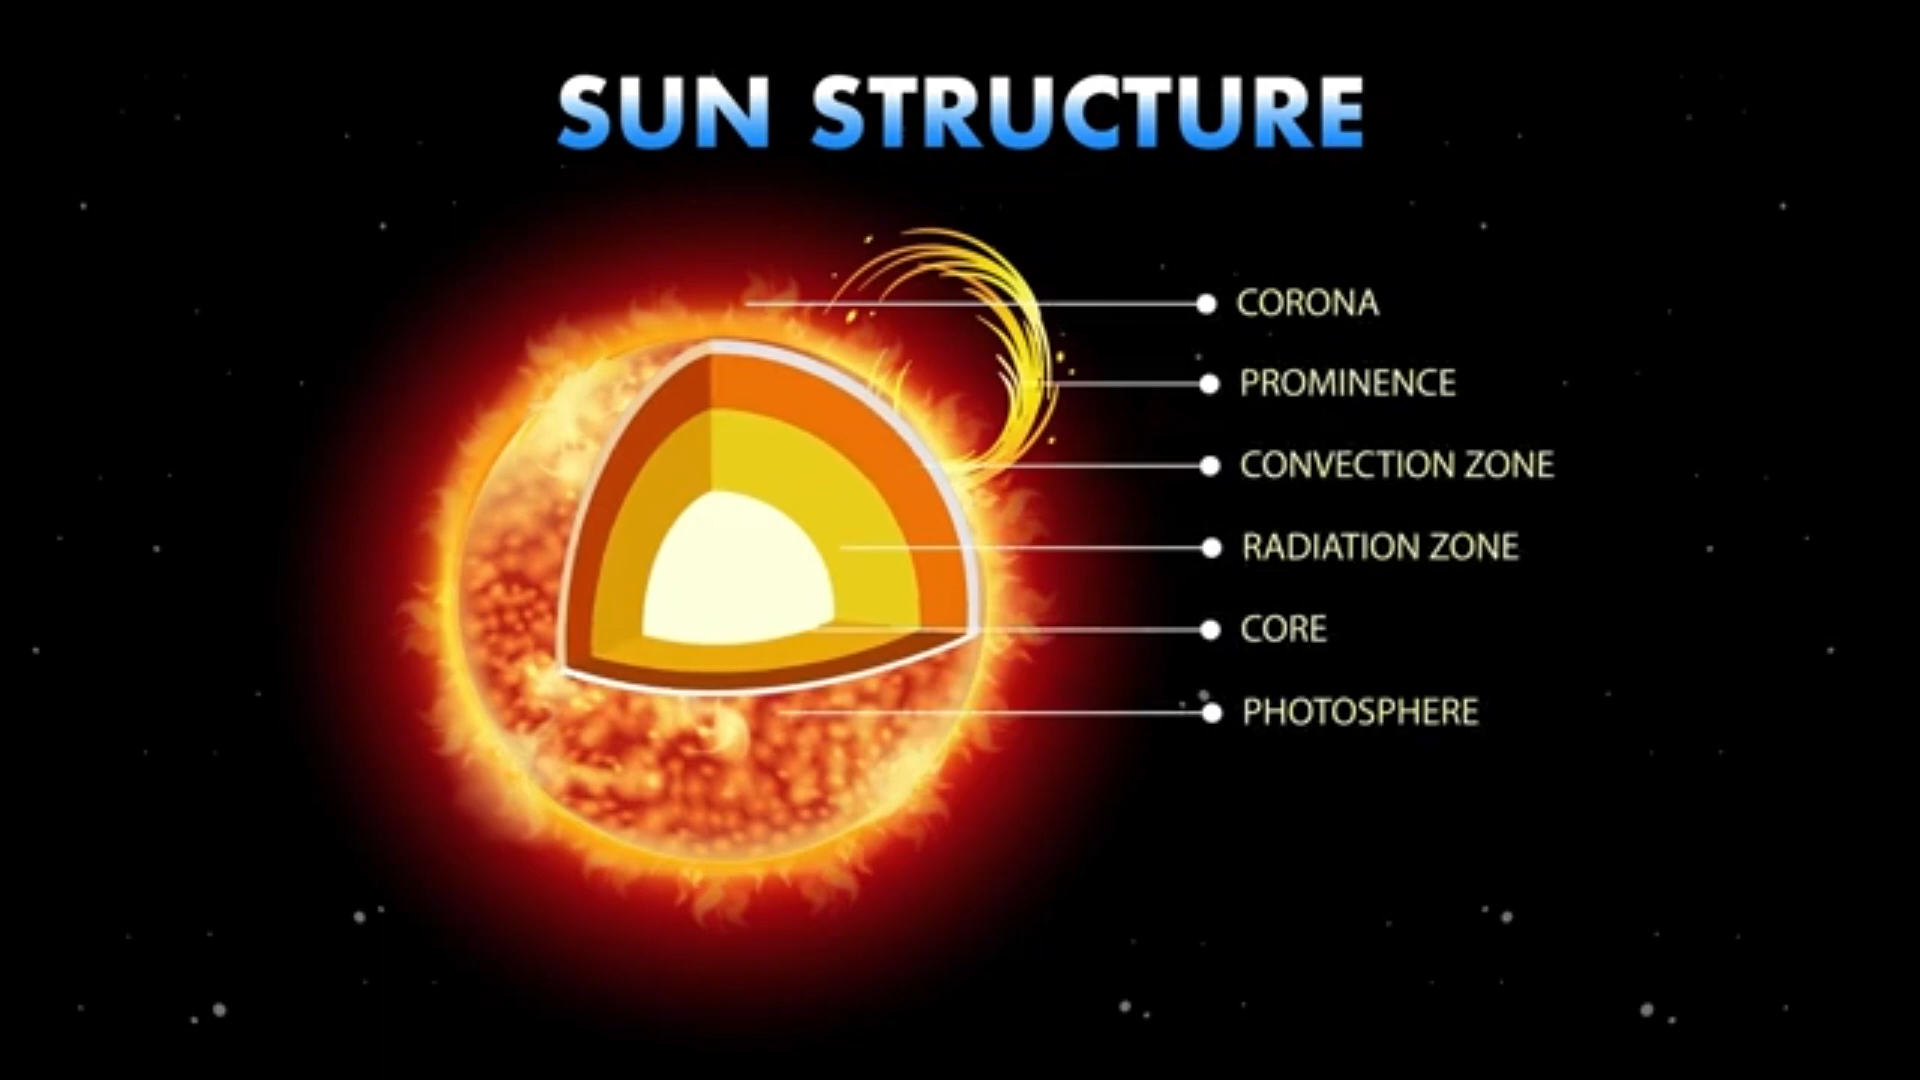 SUN STRUCTURE
CORONA
PROMINENCE
CONVECTION ZONE
RADIATION ZONE
CORE
PHOTOSPHERE